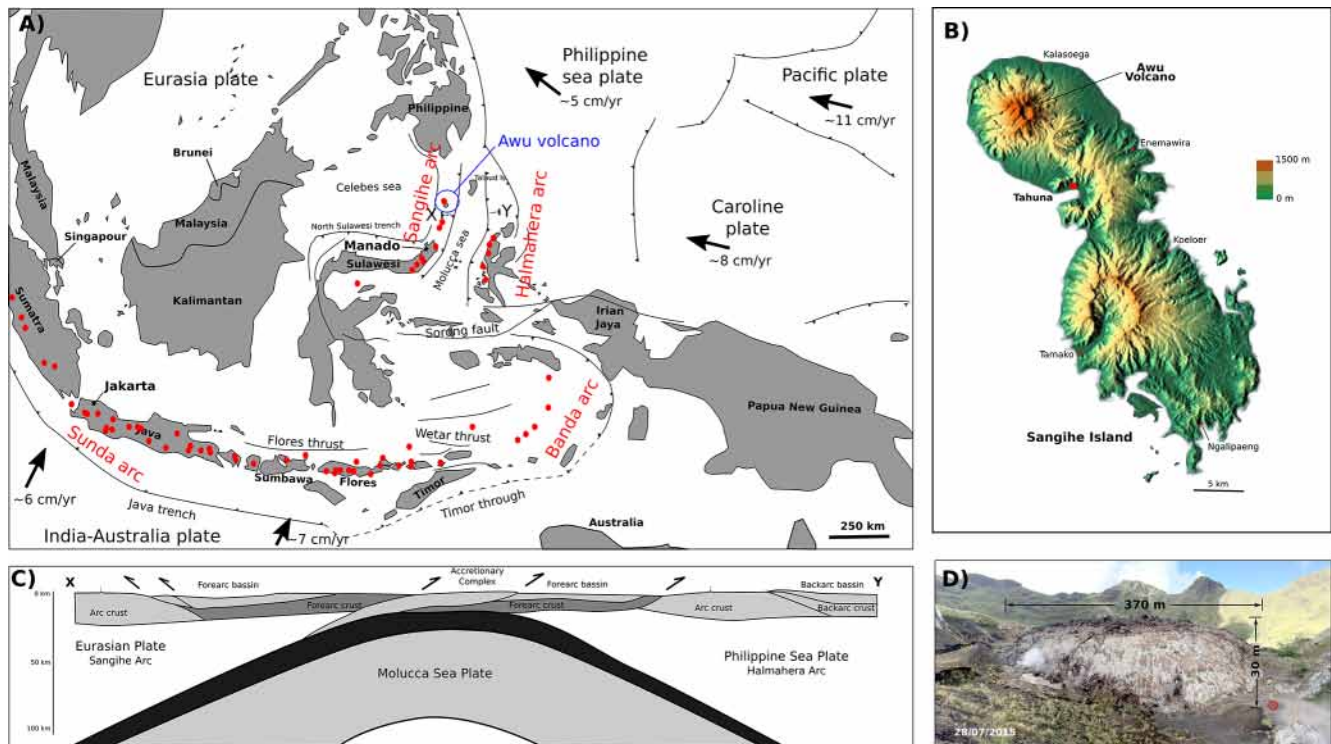 A)
Eurasia plate
Philippine
sea plate
~5 cm/yr
Pacific plate
~11 cm/yr
Philippine
Awu volcano
Brunei
Malaysia
Celebes sea
Sangihe arc
Talaud Is
X
Y
Halmahera arc
Caroline
plate
~8 cm/yr
Malaysia
Singapour
North Sulawesi trench
Manado
Sulawesi
Molucca sea
Kalimantan
Sumatra
Sorong fault
Irian
Jaya
Jakarta
Java
Sunda arc
Flores thrust
Wetar thrust
Banda arc
Papua New Guinea
Sumbawa
Flores
Timor
~6 cm/yr
Java trench
Timor through
~7 cm/yr
India-Australia plate
Australia
250 km
B)
Kalasoega
Awu
Volcano
Enemawira
1500 m
0 m
Tahuna
Koeloer
Tamako
Sangihe Island
Ngalipaeng
5 km
C)
X
Y
Forearc bassin
Accretionary
Complex
Forearc bassin
Backarc bassin
0 km
Arc crust
Forearc crust
Forearc crust
Arc crust
Backarc crust
Eurasian Plate
Sangihe Arc
50 km
Molucca Sea Plate
Philippine Sea Plate
Halmahera Arc
100 km
D)
370 m
30 m
28/07/2015